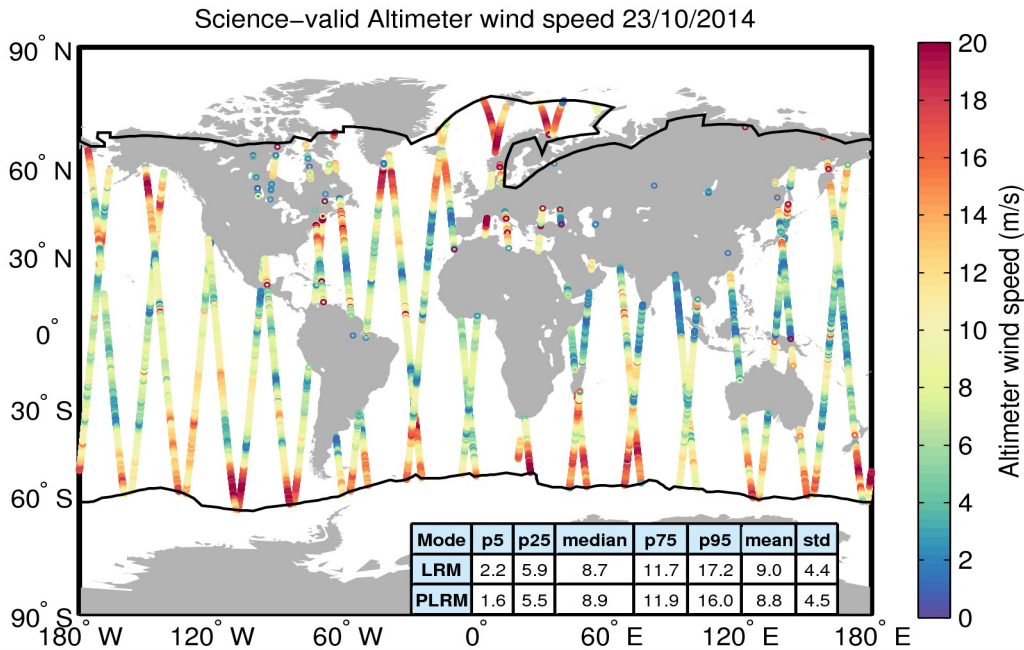 Science−valid Altimeter wind speed 23/10/2014
90° N
60° N
30° N
0°
30° S
60° S
90° S
180° W
120° W
60° W
0°
60° E
120° E
180° E
Mode p5 p25 median p75 p95 mean std
LRM 2.2 5.9 8.7 11.7 17.2 9.0 4.4
PLRM 1.6 5.5 8.9 11.9 16.0 8.8 4.5
20
18
16
14
12
10
8
6
4
2
0
Altimeter wind speed (m/s)